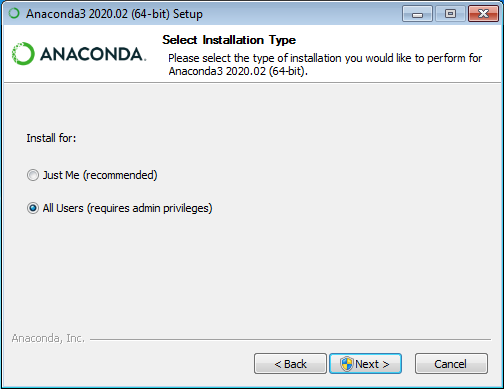 Anaconda3 2020.02 (64-bit) Setup
ANACONDA.
Select Installation Type
Please select the type of installation you would like to perform for
Anaconda3 2020.02 (64-bit).
Install for:
Just Me (recommended)
All Users (requires admin privileges)
Anaconda, Inc.
< Back
Next >
Cancel